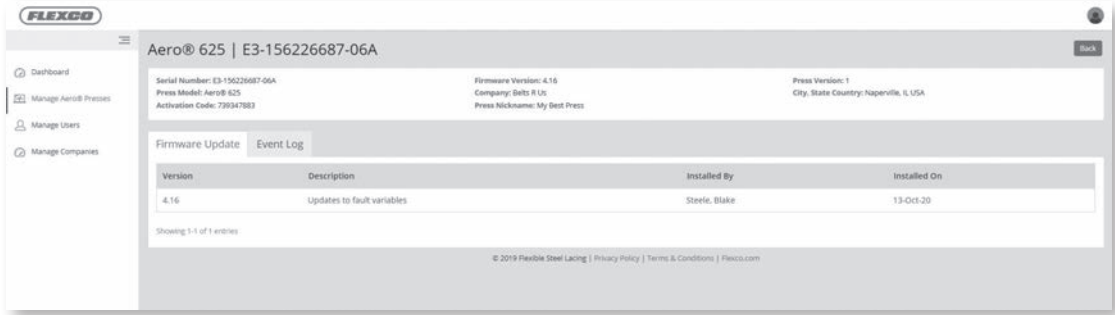 FLEXCO
Aero® 625 | E3-156226687-06A
Back
Dashboard
Manage Aero® Presses
Manage Users
Manage Companies
Serial Number: E3-156226687-06A
Press Model: Aero® 625
Activation Code: 739347883
Firmware Version: 4.16
Company: Belts R Us
Press Nickname: My Best Press
Press Version: 1
City, State Country: Naperville, IL USA
Firmware Update Event Log
Version Description Installed By Installed On
4.16 Updates to fault variables Steele, Blake 13-Oct-20
Showing 1-1 of 1 entries
© 2019 Flexible Steel Lacing | Privacy Policy | Terms & Conditions | Flexco.com